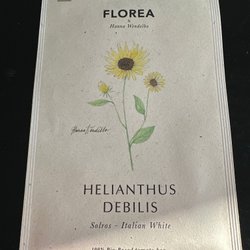 FLOREA
Hanna Wendelbo
Hanna Wendelbo
HELIANTHUS
DEBILIS
Solros - Italian White